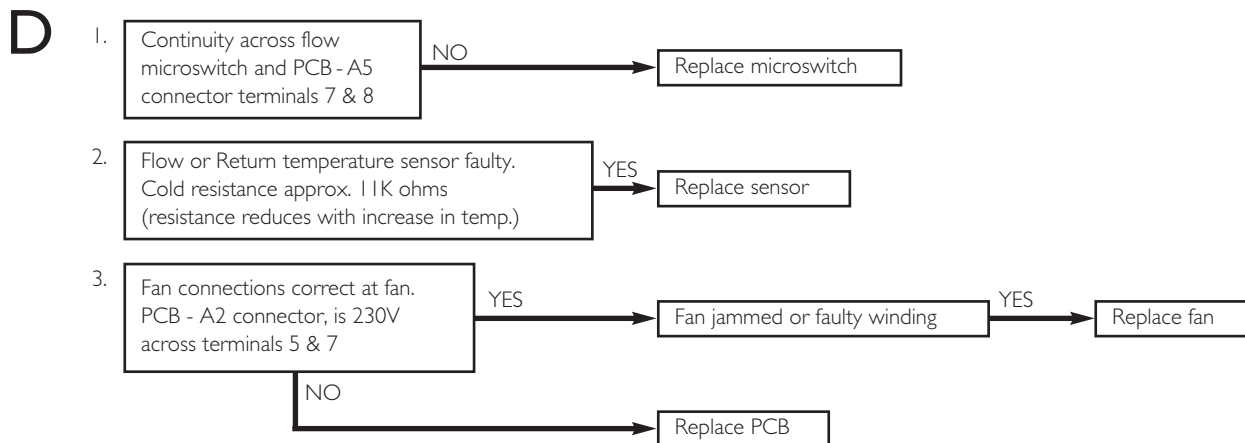 D
1.
Continuity across flow
microswitch and PCB - A5
connector terminals 7 & 8
NO
Replace microswitch
2.
Flow or Return temperature sensor faulty.
Cold resistance approx. 11K ohms
(resistance reduces with increase in temp.)
YES
Replace sensor
3.
Fan connections correct at fan.
PCB - A2 connector, is 230V
across terminals 5 & 7
YES
Fan jammed or faulty winding
YES
Replace fan
NO
Replace PCB